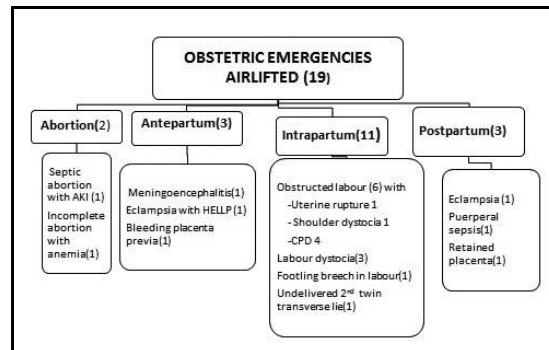 OBSTETRIC EMERGENCIES
AIRLIFTED (19)
Abortion(2)
Antepartum(3)
Intrapartum(11)
Postpartum(3)
Septic
abortion
with AKI (1)
Incomplete
abortion
with
anemia(1)
Meningoencephalitis(1)
Eclampsia with HELLP (1)
Bleeding placenta
previa(1)
Obstructed labour (6) with
-Uterine rupture 1
- Shoulder dystocia 1
-CPD 4
Labour dystocia(3)
Footling breech in labour(1)
Undelivered 2nd twin
transverse lie(1)
Eclampsia (1)
Puerperal
sepsis(1)
Retained
placenta(1)